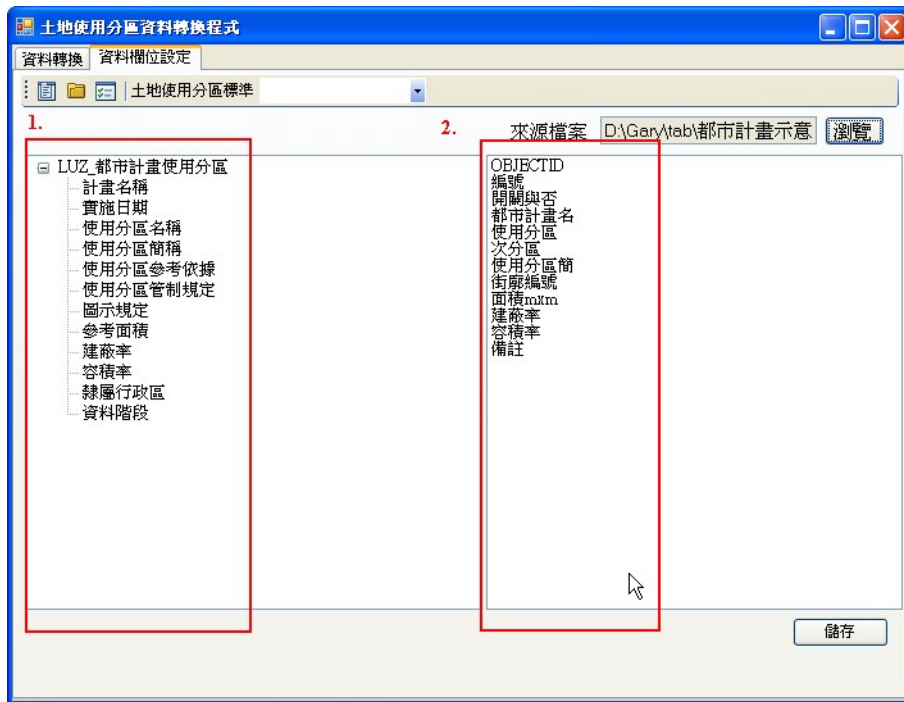 土地使用分區資料轉換程式
資料轉換 資料欄位設定
土地使用分區標準
1.
2.
來源檔案 D:\Gary\tab\都市計畫示意 瀏覽
LUZ_都市計畫使用分區
計畫名稱
實施日期
使用分區名稱
使用分區簡稱
使用分區參考依據
使用分區管制規定
圖示規定
參考面積
建蔽率
容積率
隸屬行政區
資料階段
OBJECTID
編號
開闢與否
都市計畫名
使用分區
次分區
使用分區簡
街廓編號
面積mxm
建蔽率
容積率
備註
儲存